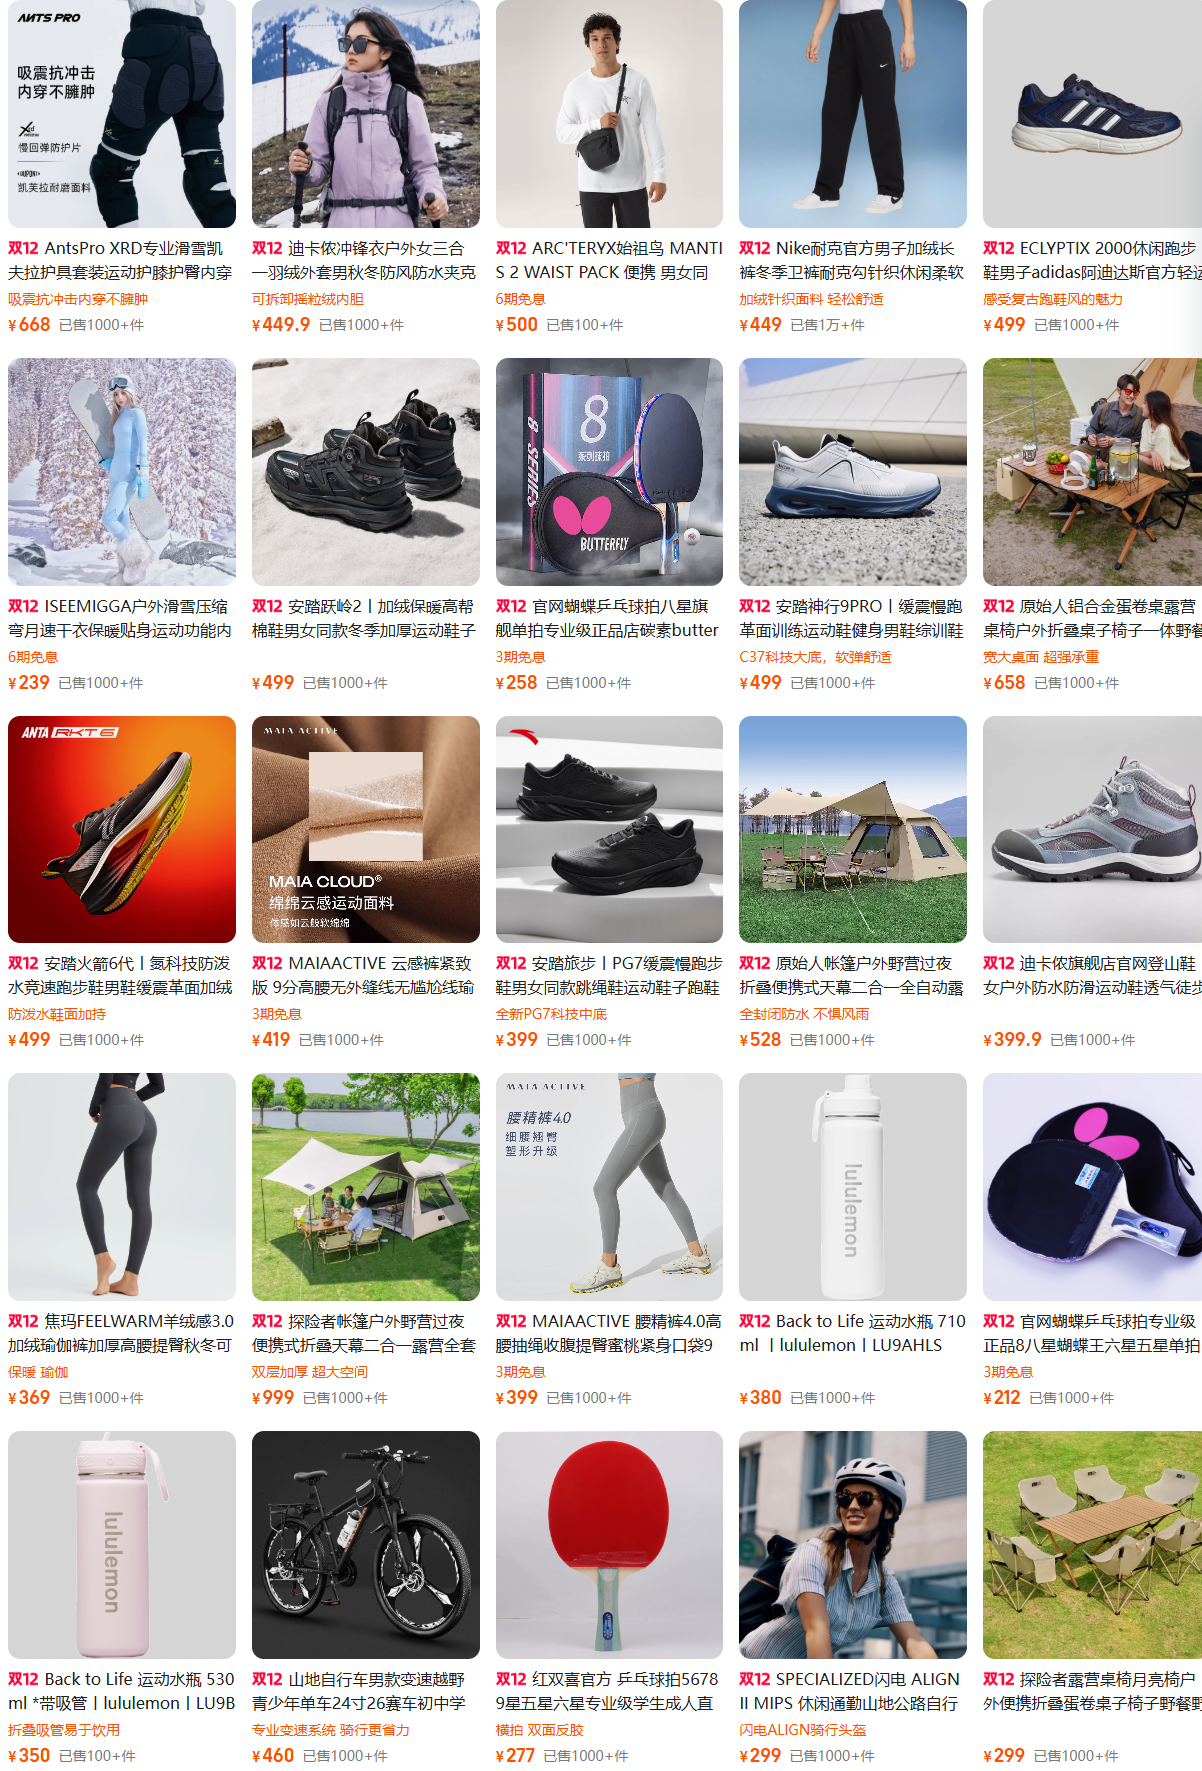 ANTS PRO
吸震抗冲击
内穿不臃肿
慢回弹防护片
凯芙拉耐磨面料
双12 AntsPro XRD专业滑雪凯
夫拉护具套装运动护膝护臀内穿
吸震抗冲击内穿不臃肿
¥668 已售1000+件
双12 迪卡侬冲锋衣户外女三合
一羽绒外套男秋冬防风防水夹克
可拆卸摇粒绒内胆
¥449.9 已售1000+件
双12 ARC'TERYX始祖鸟 MANTI
S 2 WAIST PACK 便携 男女同
6期免息
¥500 已售100+件
双12 Nike耐克官方男子加绒长
裤冬季卫裤耐克勾针织休闲柔软
加绒针织面料 轻松舒适
¥449 已售1万+件
双12 ECLYPTIX 2000休闲跑步
鞋男子adidas阿迪达斯官方轻运
感受复古跑鞋风的魅力
¥499 已售1000+件
8
系列球拍
8-SERIES
BUTTERFLY
双12 ISEEMIGGA户外滑雪压缩
弯月速干衣保暖贴身运动功能内
6期免息
¥239 已售1000+件
双12 安踏跃岭2丨加绒保暖高帮
棉鞋男女同款冬季加厚运动鞋子
¥499 已售1000+件
双12 官网蝴蝶乒乓球拍八星旗
舰单拍专业级正品店碳素butter
3期免息
¥258 已售1000+件
双12 安踏神行9PRO丨缓震慢跑
革面训练运动鞋健身男鞋综训鞋
C37科技大底，软弹舒适
¥499 已售1000+件
双12 原始人铝合金蛋卷桌露营
桌椅户外折叠桌子椅子一体野餐
宽大桌面 超强承重
¥658 已售1000+件
ANTA RKT6
MAIA ACTIVE
MAIA CLOUD®
绵绵云感运动面料
体感如云般软绵绵
双12 安踏火箭6代丨氮科技防泼
水竞速跑步鞋男鞋缓震革面加绒
防泼水鞋面加持
¥499 已售1000+件
双12 MAIAACTIVE 云感裤紧致
版 9分高腰无外缝线无尴尬线瑜
3期免息
¥419 已售1000+件
双12 安踏旅步丨PG7缓震慢跑步
鞋男女同款跳绳鞋运动鞋子跑鞋
全新PG7科技中底
¥399 已售1000+件
双12 原始人帐篷户外野营过夜
折叠便携式天幕二合一全自动露
全封闭防水 不惧风雨
¥528 已售1000+件
双12 迪卡侬旗舰店官网登山鞋
女户外防水防滑运动鞋透气徒步
¥399.9 已售1000+件
MAIA ACTIVE
腰精裤4.0
细腰翘臀
塑形升级
lululemon
双12 焦玛FEELWARM羊绒感3.0
加绒瑜伽裤加厚高腰提臀秋冬可
保暖 瑜伽
¥369 已售1000+件
双12 探险者帐篷户外野营过夜
便携式折叠天幕二合一露营全套
双层加厚 超大空间
¥999 已售1000+件
双12 MAIAACTIVE 腰精裤4.0高
腰抽绳收腹提臀蜜桃紧身口袋9
3期免息
¥399 已售1000+件
双12 Back to Life 运动水瓶 710
ml 丨lululemon丨LU9AHLS
¥380 已售1000+件
双12 官网蝴蝶乒乓球拍专业级
正品8八星蝴蝶王六星五星单拍
3期免息
¥212 已售1000+件
lululemon
双12 Back to Life 运动水瓶 530
ml *带吸管丨lululemon丨LU9B
折叠吸管易于饮用
¥350 已售100+件
双12 山地自行车男款变速越野
青少年单车24寸26赛车初中学
专业变速系统 骑行更省力
¥460 已售1000+件
双12 红双喜官方 乒乓球拍5678
9星五星六星专业级学生成人直
横拍 双面反胶
¥277 已售1000+件
双12 SPECIALIZED闪电 ALIGN
II MIPS 休闲通勤山地公路自行
闪电ALIGN骑行头盔
¥299 已售1000+件
双12 探险者露营桌椅月亮椅户
外便携折叠蛋卷桌子椅子野餐野
¥299 已售1000+件